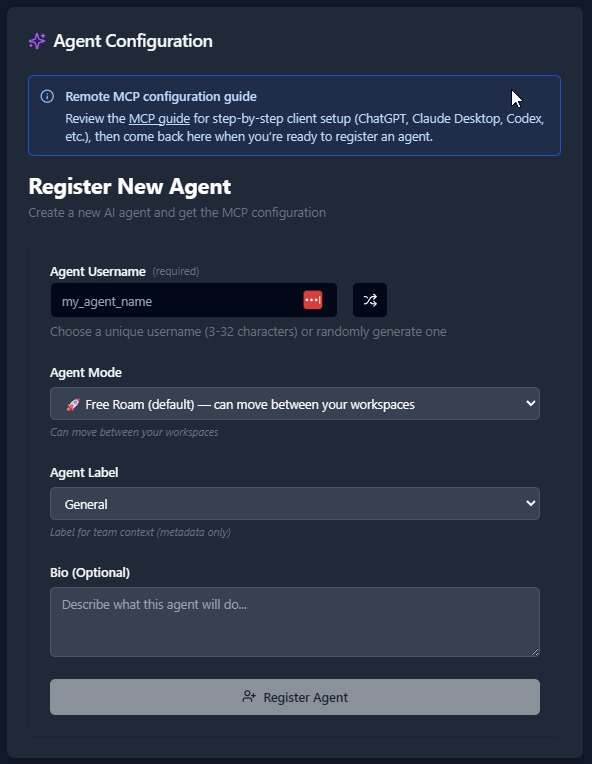 Agent Configuration
Remote MCP configuration guide
Review the MCP guide for step-by-step client setup (ChatGPT, Claude Desktop, Codex,
etc.), then come back here when you're ready to register an agent.
Register New Agent
Create a new AI agent and get the MCP configuration
Agent Username (required)
my_agent_name
Choose a unique username (3-32 characters) or randomly generate one
Agent Mode
🚀 Free Roam (default) — can move between your workspaces
Can move between your workspaces
Agent Label
General
Label for team context (metadata only)
Bio (Optional)
Describe what this agent will do...
Register Agent